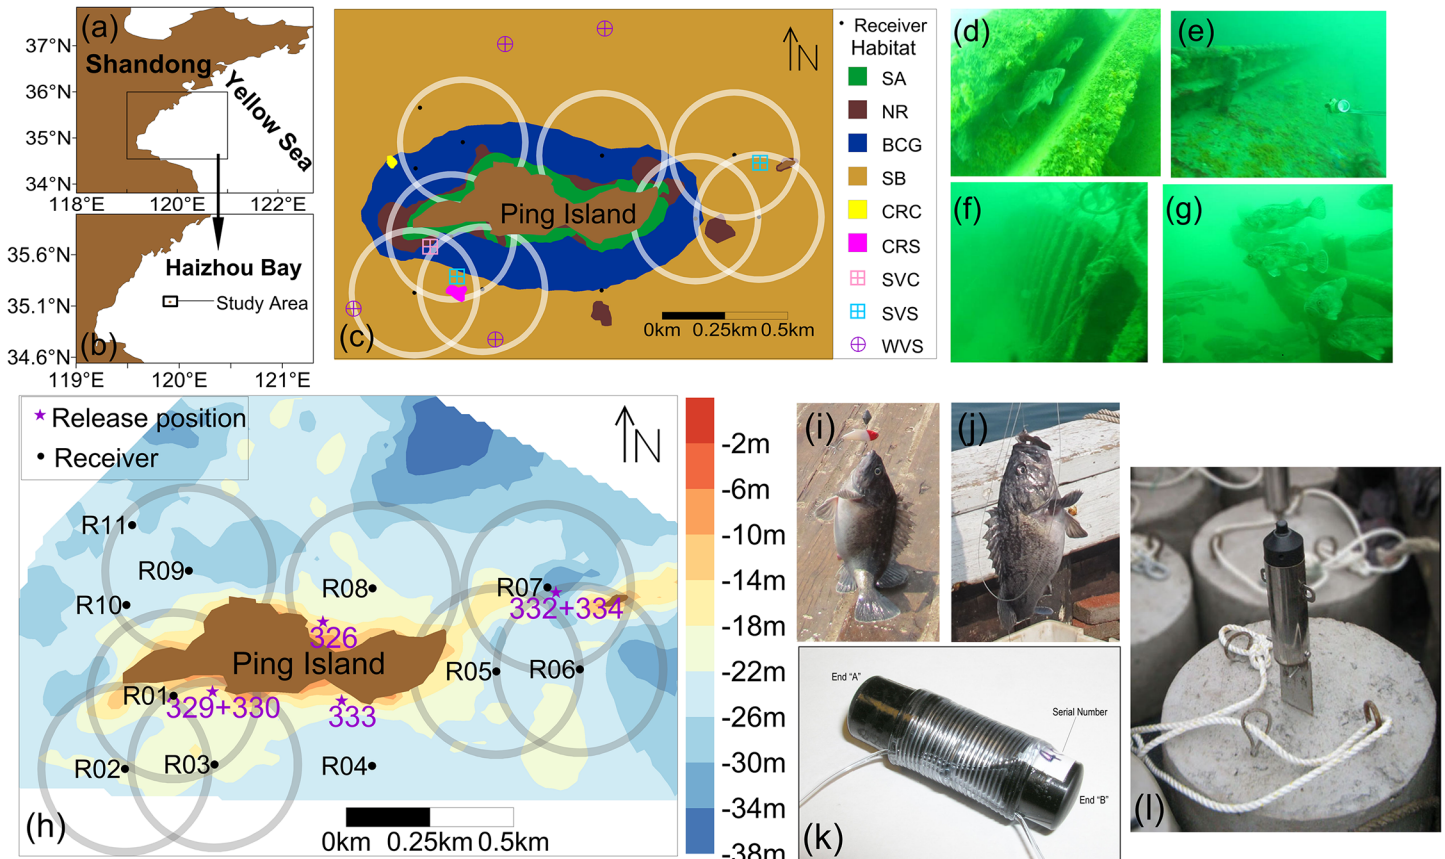 (a)
37°N
Shandong
Yellow Sea
36°N
35°N
34°N
118°E 120°E 122°E
Haizhou Bay
Study Area
35.6°N
35.1°N
34.6°N
(b)
119°E 120°E 121°E
N
Ping Island
0km 0.25km 0.5km
(c)
Receiver
Habitat
SA
NR
BCG
SB
CRC
CRS
SVC
SVS
WVS
(d)
(e)
(f)
(g)
Release position
Receiver
N
R11
R09
R10
R08
R07
332+334
326
Ping Island
R05
R06
R01
329+330
333
R02
R03
R04
(h)
0km 0.25km 0.5km
-2m
-6m
-10m
-14m
-18m
-22m
-26m
-30m
-34m
-38m
(i)
(j)
End "A"
Serial Number
End "B"
(k)
(l)